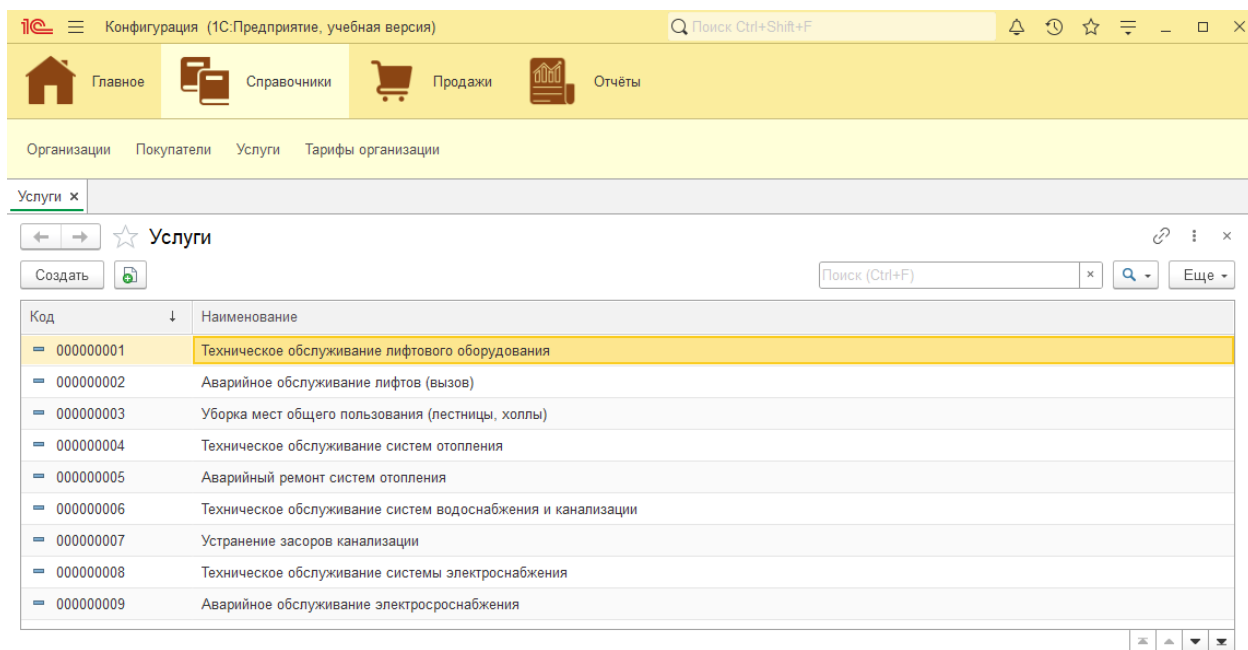 1С Конфигурация (1С:Предприятие, учебная версия) Поиск Ctrl+Shift+F
Главное Справочники Продажи Отчёты
Организации Покупатели Услуги Тарифы организации
Услуги ×
Услуги
Создать Поиск (Ctrl+F) × Еще
Код ↓ Наименование
000000001 Техническое обслуживание лифтового оборудования
000000002 Аварийное обслуживание лифтов (вызов)
000000003 Уборка мест общего пользования (лестницы, холлы)
000000004 Техническое обслуживание систем отопления
000000005 Аварийный ремонт систем отопления
000000006 Техническое обслуживание систем водоснабжения и канализации
000000007 Устранение засоров канализации
000000008 Техническое обслуживание системы электроснабжения
000000009 Аварийное обслуживание электросроснабжения